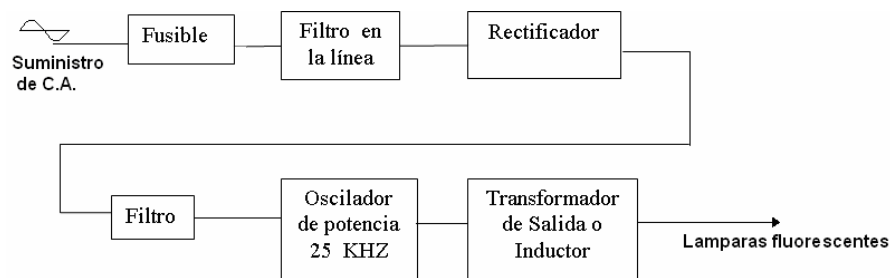 Suministro
de C.A.
Fusible
Filtro en
la línea
Rectificador
Filtro
Oscilador
de potencia
25 KHZ
Transformador
de Salida o
Inductor
Lamparas fluorescentes